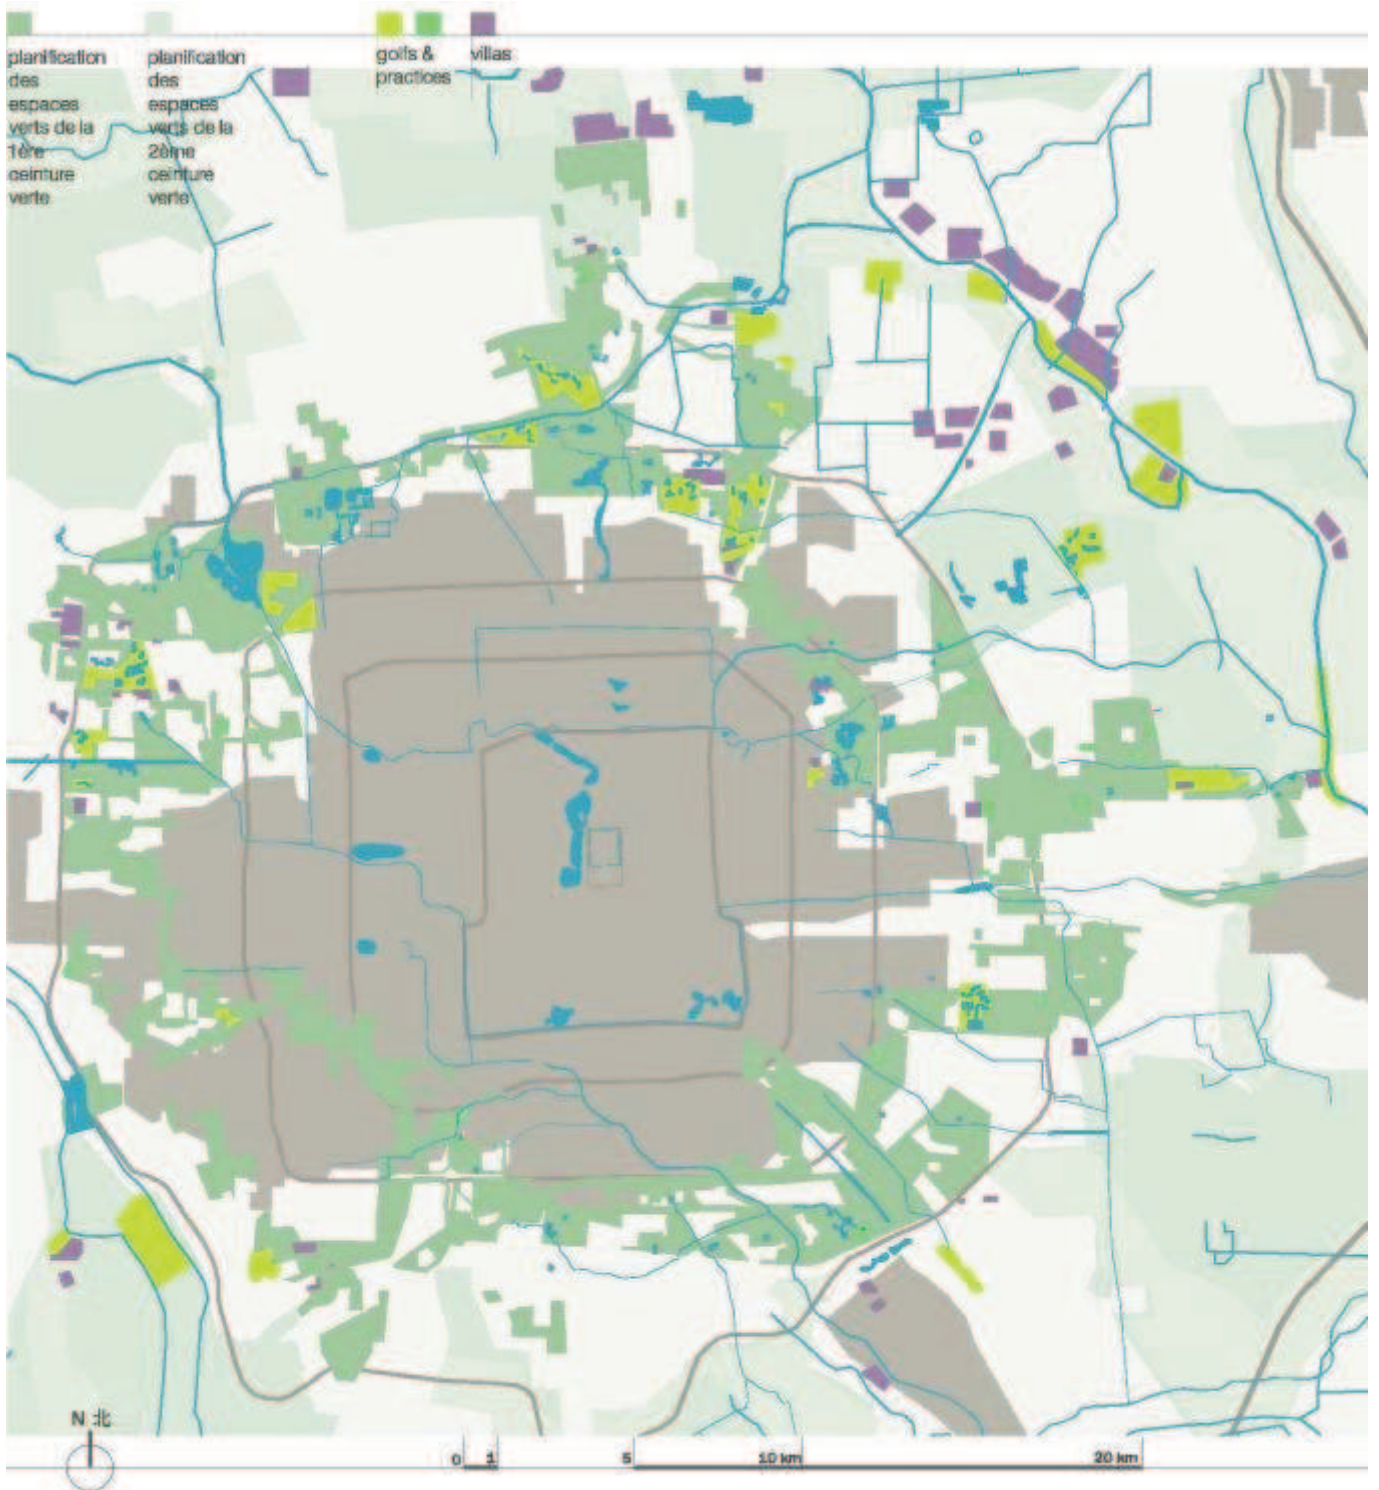 planification
des
espaces
verts de la
1ère
ceinture
verte
planification
des
espaces
verts de la
2ème
ceinture
verte
golfs &
practices
villas
N 北
0 1 5 10 km 20 km